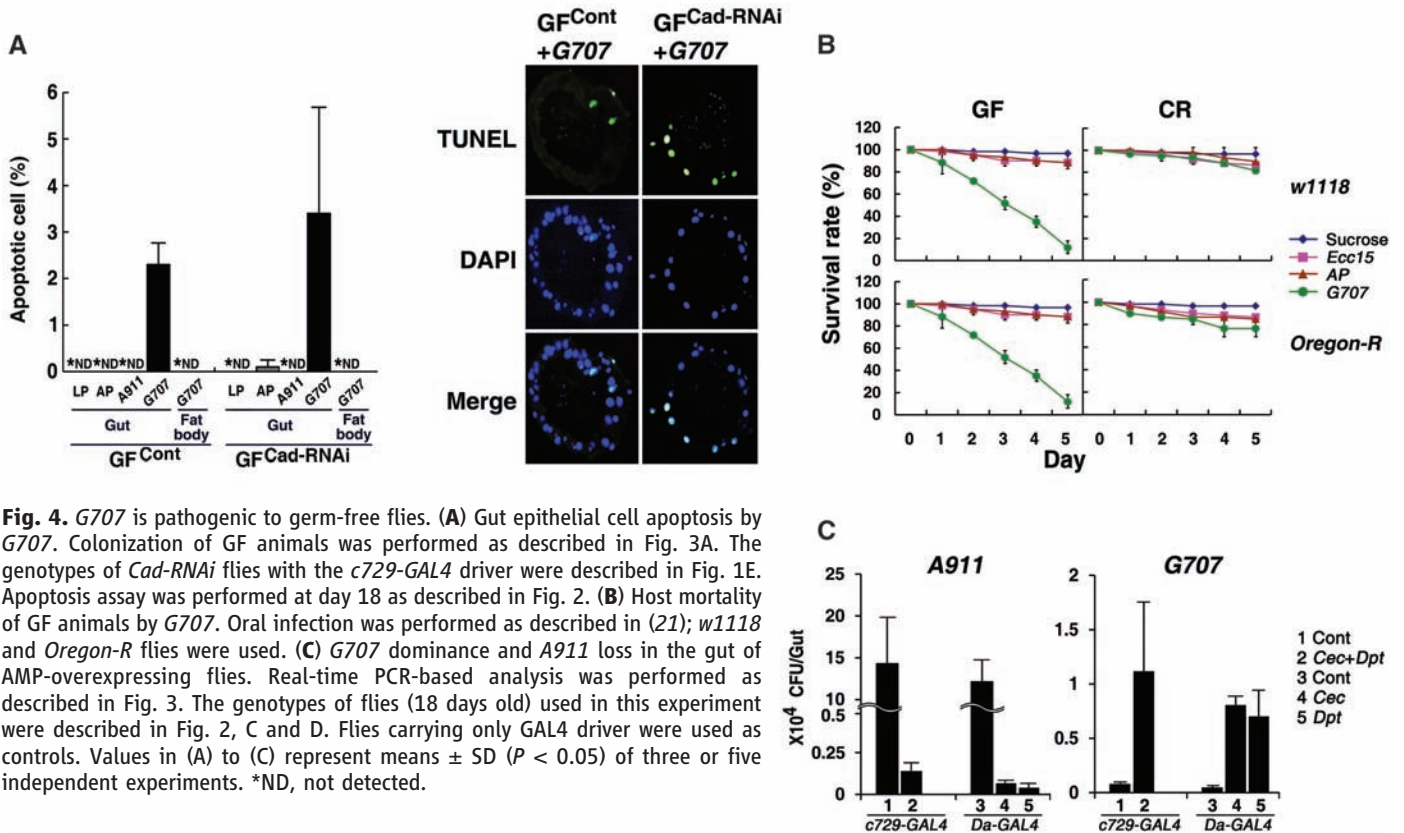 A
Apoptotic cell (%)
6
5
4
3
2
1
0
*ND *ND *ND *ND *ND *ND *ND
LP AP A911 G707 G707 LP AP A911 G707 G707
Gut Fat body Gut Fat body
GFCont GFCad-RNAi
GFCont +G707
GFCad-RNAi +G707
TUNEL
DAPI
Merge
B
GF CR
Survival rate (%)
120
100
80
60
40
20
0
w1118
Sucrose
Ecc15
AP
G707
120
100
80
60
40
20
0
Oregon-R
0 1 2 3 4 5 0 1 2 3 4 5
Day
Fig. 4. G707 is pathogenic to germ-free flies. (A) Gut epithelial cell apoptosis by
G707. Colonization of GF animals was performed as described in Fig. 3A. The
genotypes of Cad-RNAi flies with the c729-GAL4 driver were described in Fig. 1E.
Apoptosis assay was performed at day 18 as described in Fig. 2. (B) Host mortality
of GF animals by G707. Oral infection was performed as described in (21); w1118
and Oregon-R flies were used. (C) G707 dominance and A911 loss in the gut of
AMP-overexpressing flies. Real-time PCR-based analysis was performed as
described in Fig. 3. The genotypes of flies (18 days old) used in this experiment
were described in Fig. 2, C and D. Flies carrying only GAL4 driver were used as
controls. Values in (A) to (C) represent means ± SD (P < 0.05) of three or five
independent experiments. *ND, not detected.
C
A911 G707
X10⁴ CFU/Gut
25
20
15
10
0.5
0.25
0
1 2 3 4 5
c729-GAL4 Da-GAL4
2
1.5
1
0.5
0
1 2 3 4 5
c729-GAL4 Da-GAL4
1 Cont
2 Cec+Dpt
3 Cont
4 Cec
5 Dpt